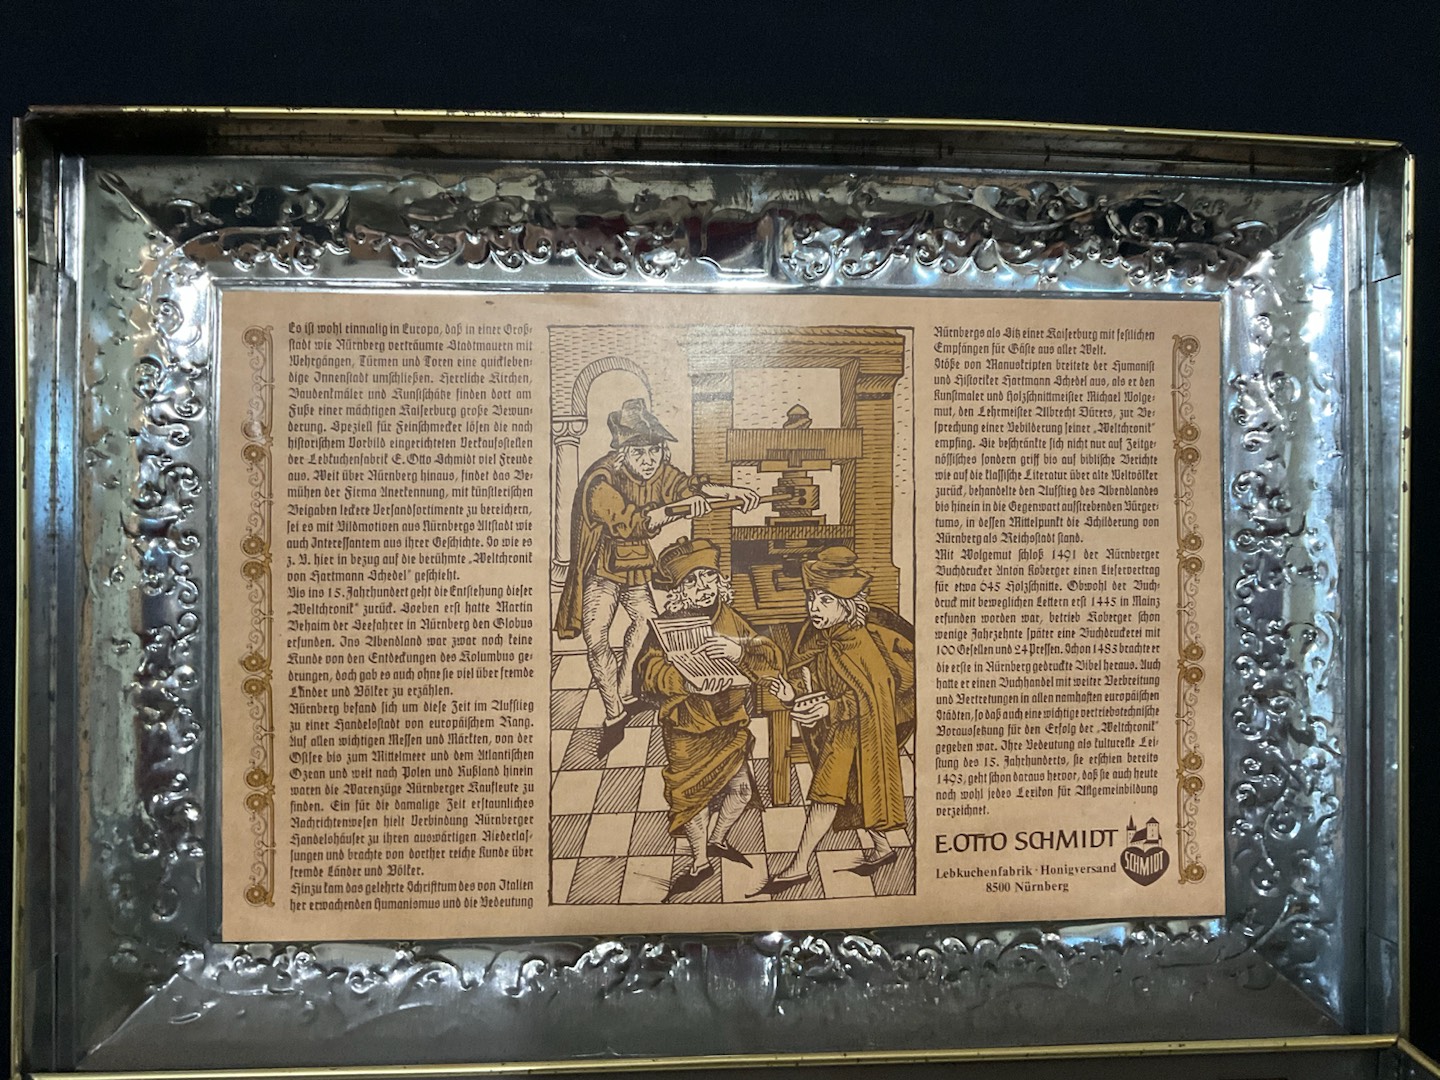 Es ist wohl einmalig in Europa, daß in einer Groß-
stadt wie Nürnberg verträumte Stadtmauern mit
Wehrgängen, Türmen und Toren eine quickleben-
dige Innenstadt umschließen. Herrliche Kirchen,
Baudenkmäler und Kunstschätze finden dort am
Fuße einer mächtigen Kaiserburg große Bewun-
derung. Speziell für Feinschmecker lösen die nach
historischem Vorbild eingerichteten Verkaufsstellen
der Lebkuchenfabrik E. Otto Schmidt viel Freude
aus. Weit über Nürnberg hinaus, findet das Be-
mühen der Firma Anerkennung, mit künstlerischen
Beigaben leckere Versandsortimente zu bereichern,
sei es mit Bildmotiven aus Nürnbergs Altstadt wie
auch Interessantem aus ihrer Geschichte. So wie es
z. B. hier in bezug auf die berühmte „Weltchronik
von Hartmann Schedel" geschieht.
Bis ins 15. Jahrhundert geht die Entstehung dieser
„Weltchronik" zurück. Soeben erst hatte Martin
Behaim der Seefahrer in Nürnberg den Globus
erfunden. Ins Abendland war zwar noch keine
Kunde von den Entdeckungen des Kolumbus ge-
drungen, doch gab es auch ohne sie viel über fremde
Länder und Völker zu erzählen.
Nürnberg befand sich um diese Zeit im Aufstieg
zu einer Handelsstadt von europäischem Rang.
Auf allen wichtigen Messen und Märkten, von der
Ostsee bis zum Mittelmeer und dem Atlantischen
Ozean und weit nach Polen und Rußland hinein
waren die Warenzüge Nürnberger Kaufleute zu
finden. Ein für die damalige Zeit erstaunliches
Nachrichtenwesen hielt Verbindung Nürnberger
Handelshäuser zu ihren auswärtigen Niederlas-
sungen und brachte von dorther reiche Kunde über
fremde Länder und Völker.
Hinzu kam das gelehrte Schrifttum des von Italien
her erwachenden Humanismus und die Bedeutung
Nürnbergs als Sitz einer Kaiserburg mit festlichen
Empfängen für Gäste aus aller Welt.
Stöße von Manuskripten breitete der Humanist
und Historiker Hartmann Schedel aus, als er den
Kunstmaler und Holzschnittmeister Michael Wolge-
mut, den Lehrmeister Albrecht Dürers, zur Be-
sprechung einer Bebilderung seiner „Weltchronik"
empfing. Sie beschränkte sich nicht nur auf Zeitge-
nössisches sondern griff bis auf biblische Berichte
wie auf die klassische Literatur über alte Weltvölker
zurück, behandelte den Aufstieg des Abendlandes
bis hinein in die Gegenwart aufstrebenden Bürger-
tums, in dessen Mittelpunkt die Schilderung von
Nürnberg als Reichsstadt stand.
Mit Wolgemut schloß 1491 der Nürnberger
Buchdrucker Anton Koberger einen Liefervertrag
für etwa 645 Holzschnitte. Obwohl der Buch-
druck mit beweglichen Lettern erst 1445 in Mainz
erfunden worden war, betrieb Koberger schon
wenige Jahrzehnte später eine Buchdruckerei mit
100 Gesellen und 24 Pressen. Schon 1483 brachte er
die erste in Nürnberg gedruckte Bibel heraus. Auch
hatte er einen Buchhandel mit weiter Verbreitung
und Vertretungen in allen namhaften europäischen
Städten, so daß auch eine wichtige vertriebstechnische
Voraussetzung für den Erfolg der „Weltchronik"
gegeben war. Ihre Bedeutung als kulturelle Lei-
stung des 15. Jahrhunderts, sie erschien bereits
1493, geht schon daraus hervor, daß sie auch heute
noch wohl jedes Lexikon für Allgemeinbildung
verzeichnet.
E. OTTO SCHMIDT
SCHMIDT
Lebkuchenfabrik · Honigversand
8500 Nürnberg